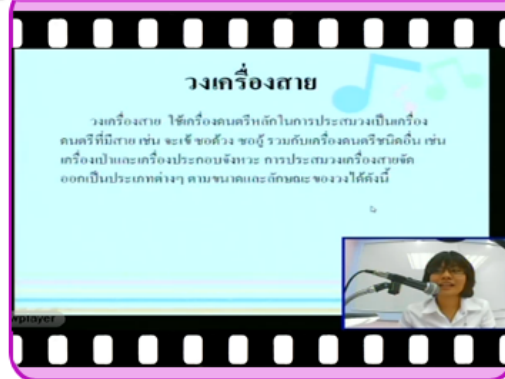 วงเครื่องสาย
วงเครื่องสาย ใช้เครื่องดนตรีหลักในการประสมวงเป็นเครื่อง
ดนตรีที่มีสาย เช่น จะเข้ ซอด้วง ซออู้ รวมกับเครื่องดนตรีชนิดอื่น เช่น
เครื่องเป่าและเครื่องประกอบจังหวะ การประสมวงเครื่องสายจัด
ออกเป็นประเภทต่างๆ ตามขนาดและลักษณะของวงได้ดังนี้